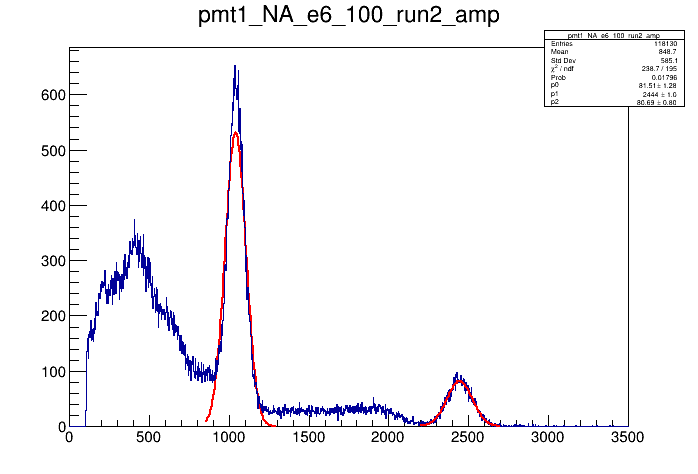 pmt1_NA_e6_100_run2_amp
pmt1_NA_e6_100_run2_amp
Entries 118130
Mean 848.7
Std Dev 585.1
χ² / ndf 238.7 / 195
Prob 0.01796
p0 81.51 ± 1.28
p1 2444 ± 1.0
p2 80.69 ± 0.80
600
500
400
300
200
100
0
0 500 1000 1500 2000 2500 3000 3500